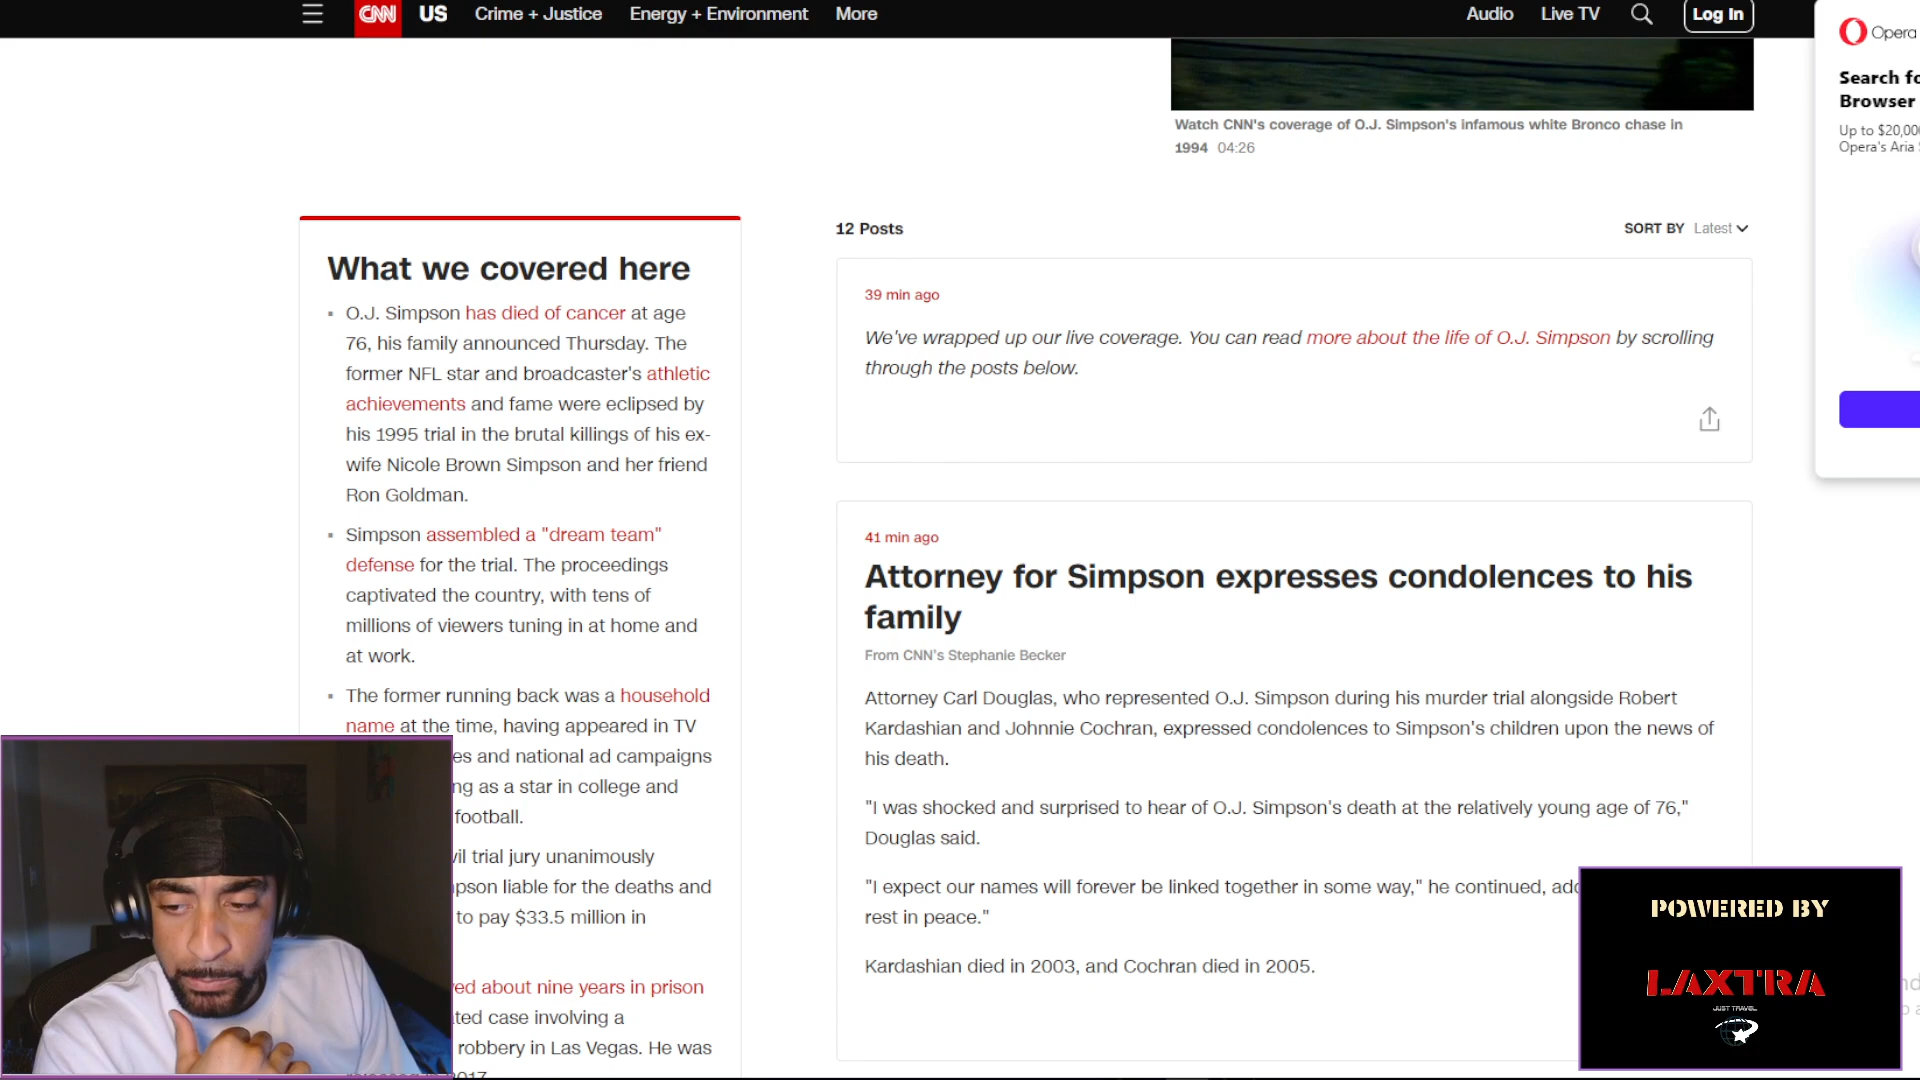 CNN US Crime + Justice Energy + Environment More Audio Live TV Log In
Opera
Search
Browser
Up to
Opera's Aria
Watch CNN's coverage of O.J. Simpson's infamous white Bronco chase in
1994 04:26
What we covered here
O.J. Simpson has died of cancer at age
76, his family announced Thursday. The
former NFL star and broadcaster's athletic
achievements and fame were eclipsed by
his 1995 trial in the brutal killings of his ex-
wife Nicole Brown Simpson and her friend
Ron Goldman.
Simpson assembled a "dream team"
defense for the trial. The proceedings
captivated the country, with tens of
millions of viewers tuning in at home and
at work.
The former running back was a household
name at the time, having appeared in TV
and national ad campaigns
as a star in college and
football.
trial jury unanimously
liable for the deaths and
to pay $33.5 million in
about nine years in prison
case involving a
robbery in Las Vegas. He was
12 Posts
SORT BY Latest
39 min ago
We've wrapped up our live coverage. You can read more about the life of O.J. Simpson by scrolling
through the posts below.
41 min ago
Attorney for Simpson expresses condolences to his
family
From CNN's Stephanie Becker
Attorney Carl Douglas, who represented O.J. Simpson during his murder trial alongside Robert
Kardashian and Johnnie Cochran, expressed condolences to Simpson's children upon the news of
his death.
"I was shocked and surprised to hear of O.J. Simpson's death at the relatively young age of 76,"
Douglas said.
"I expect our names will forever be linked together in some way," he continued,
rest in peace."
Kardashian died in 2003, and Cochran died in 2005.
POWERED BY
LAXTRA
JUST TRAVEL